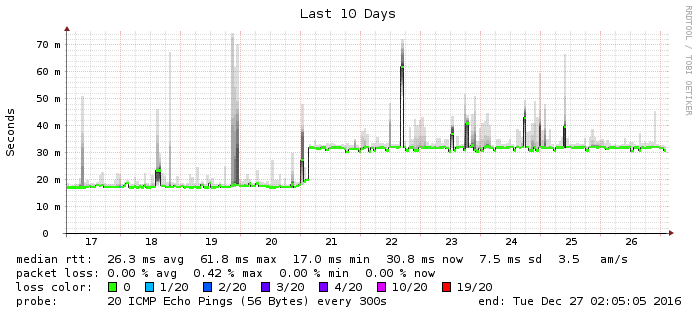 Last 10 Days
RRDTOOL / TOBI OETIKER
Seconds
70 m
60 m
50 m
40 m
30 m
20 m
10 m
0
17 18 19 20 21 22 23 24 25 26
median rtt: 26.3 ms avg 61.8 ms max 17.0 ms min 30.8 ms now 7.5 ms sd 3.5 am/s
packet loss: 0.00 % avg 0.42 % max 0.00 % min 0.00 % now
loss color: 0 1/20 2/20 3/20 4/20 10/20 19/20
probe: 20 ICMP Echo Pings (56 Bytes) every 300s end: Tue Dec 27 02:05:05 2016